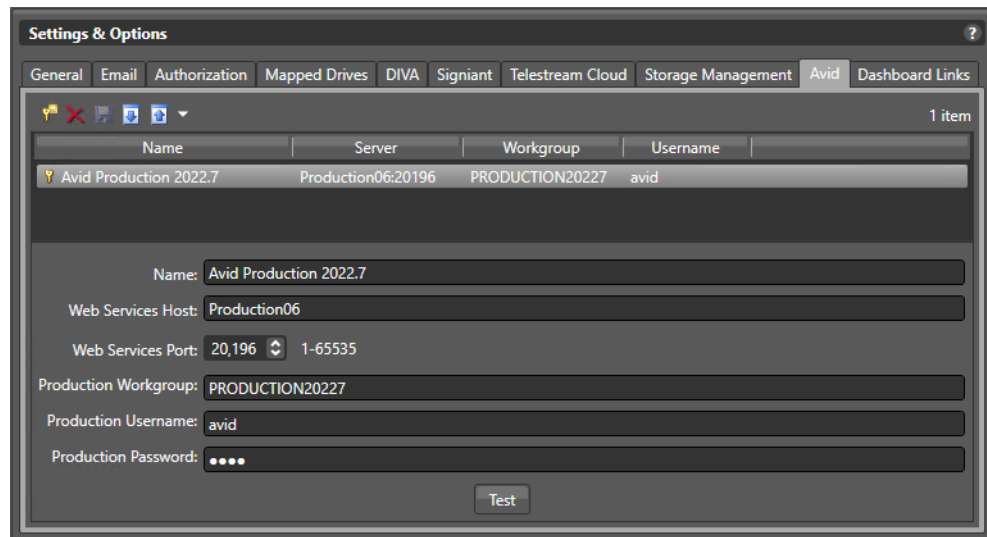 Settings & Options ?
General Email Authorization Mapped Drives DIVA Signiant Telestream Cloud Storage Management Avid Dashboard Links
1 item
Name Server Workgroup Username
Avid Production 2022.7 Production06:20196 PRODUCTION20227 avid
Name: Avid Production 2022.7
Web Services Host: Production06
Web Services Port: 20,196 1-65535
Production Workgroup: PRODUCTION20227
Production Username: avid
Production Password: ●●●●
Test